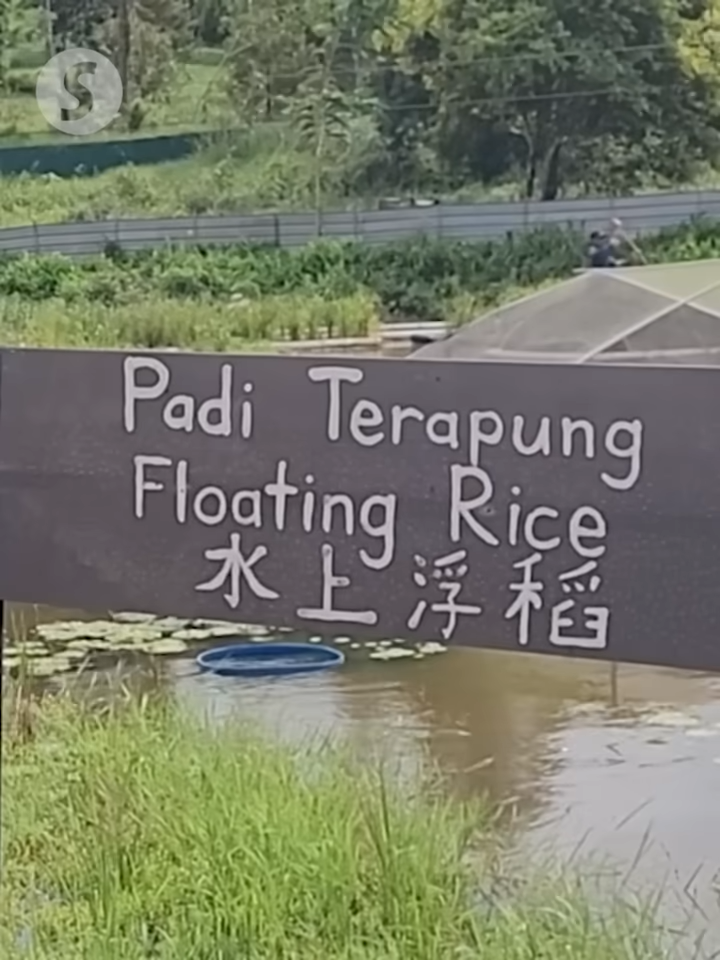 S
Padi Terapung
Floating Rice
水上浮稻